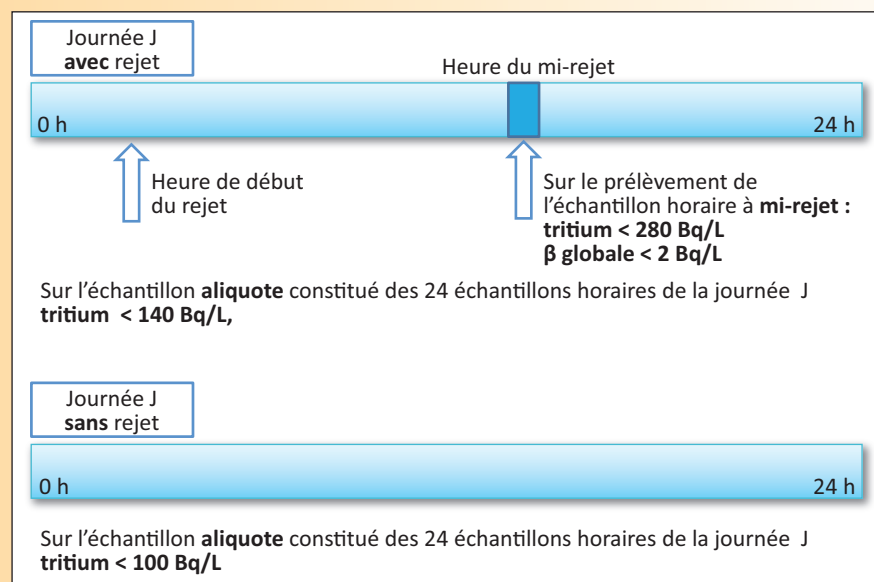 Journée J
avec rejet
Heure du mi-rejet
0 h
24 h
Heure de début
du rejet
Sur le prélèvement de
l'échantillon horaire à mi-rejet :
tritium < 280 Bq/L
β globale < 2 Bq/L
Sur l'échantillon aliquote constitué des 24 échantillons horaires de la journée J
tritium < 140 Bq/L,
Journée J
sans rejet
0 h
24 h
Sur l'échantillon aliquote constitué des 24 échantillons horaires de la journée J
tritium < 100 Bq/L